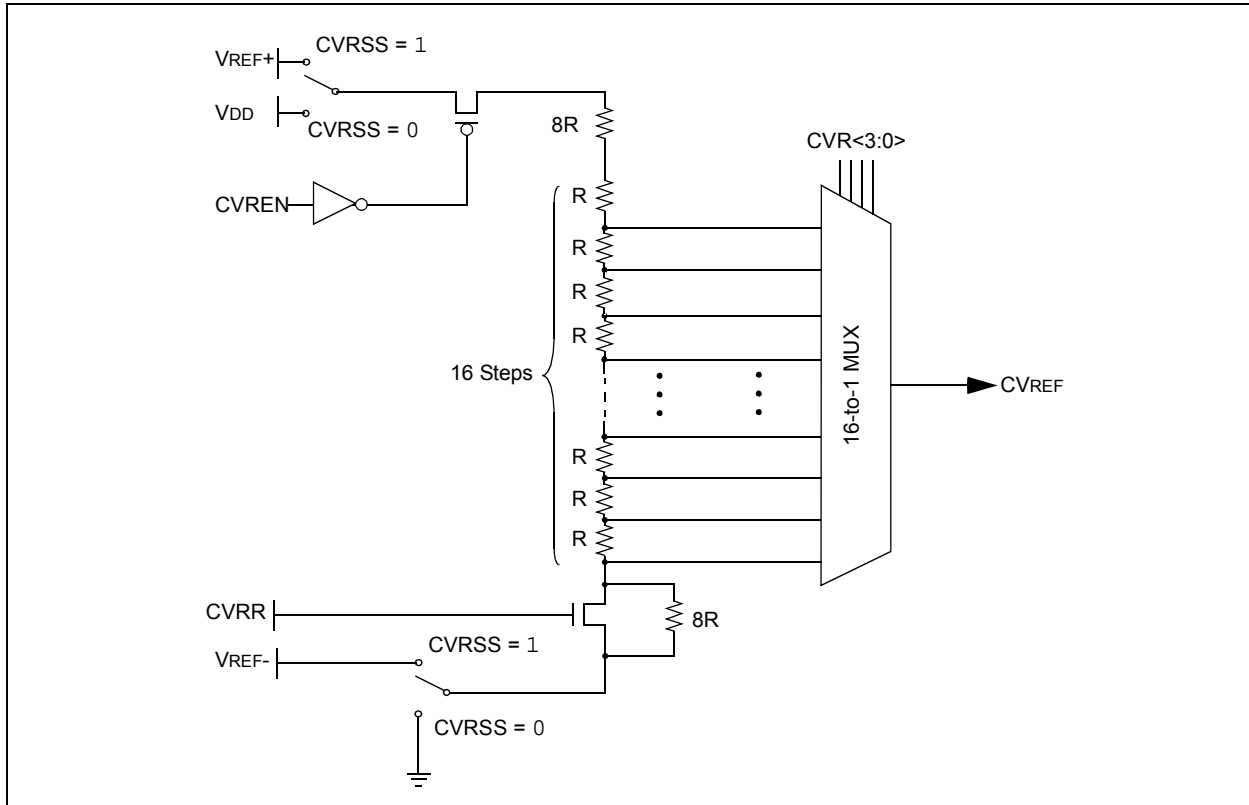 CVRSS = 1
VREF+
VDD
CVRSS = 0
8R
CVR<3:0>
CVREN
R
R
R
R
16 Steps
16-to-1 MUX
CVREF
R
R
R
CVRR
8R
CVRSS = 1
VREF-
CVRSS = 0